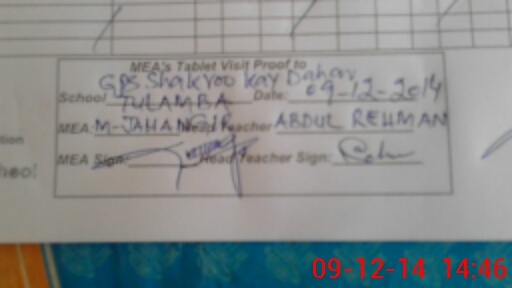 MEA's Tablet Visit Proof to
GPS Shakroo Kay Dahar
School TULAMBA Date: 09-12-2014
MEA: M-JAHANGIR Head Teacher ABDUL REHMAN
MEA Sign: Head Teacher Sign:
09-12-14 14:46